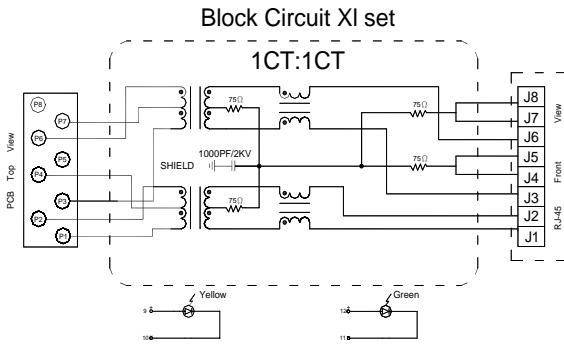 Block Circuit Xl set
1CT:1CT
P8
P7
P6
P5
P4
P3
P2
P1
PCB Top View
75Ω
75Ω
75Ω
75Ω
SHIELD
1000PF/2KV
J8
J7
J6
J5
J4
J3
J2
J1
RJ-45 Front View
Yellow
9
10
Green
12
11